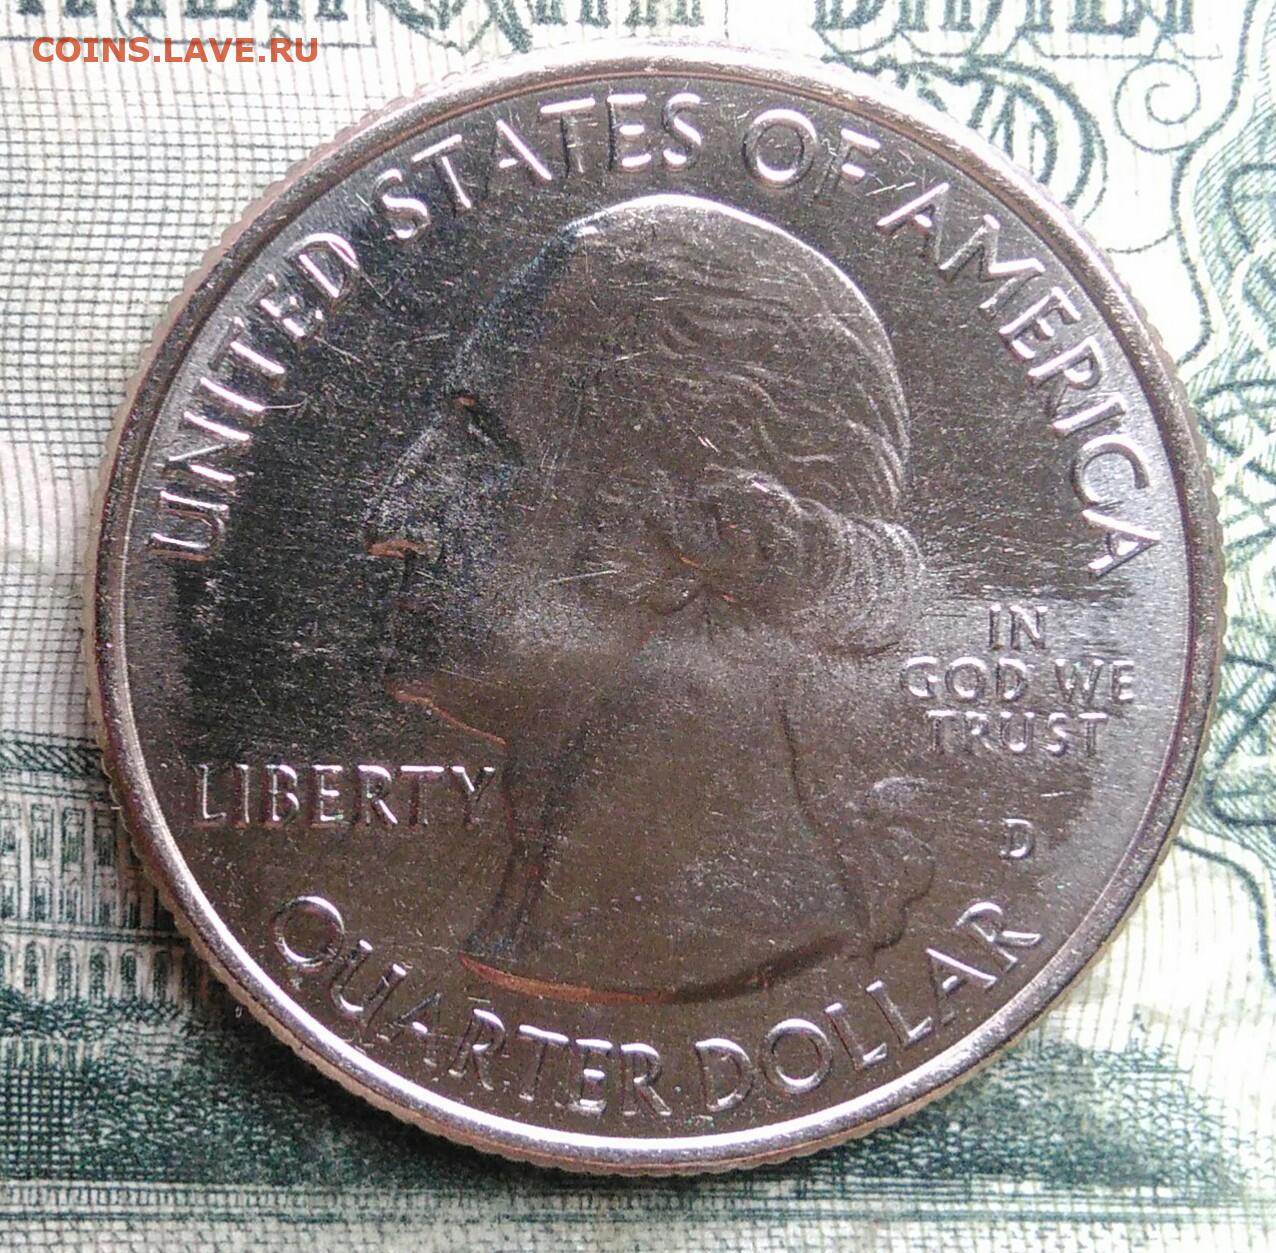 COINS.LAVE.RU
UNITED STATES OF AMERICA
IN
GOD WE
TRUST
LIBERTY
D
QUARTER DOLLAR